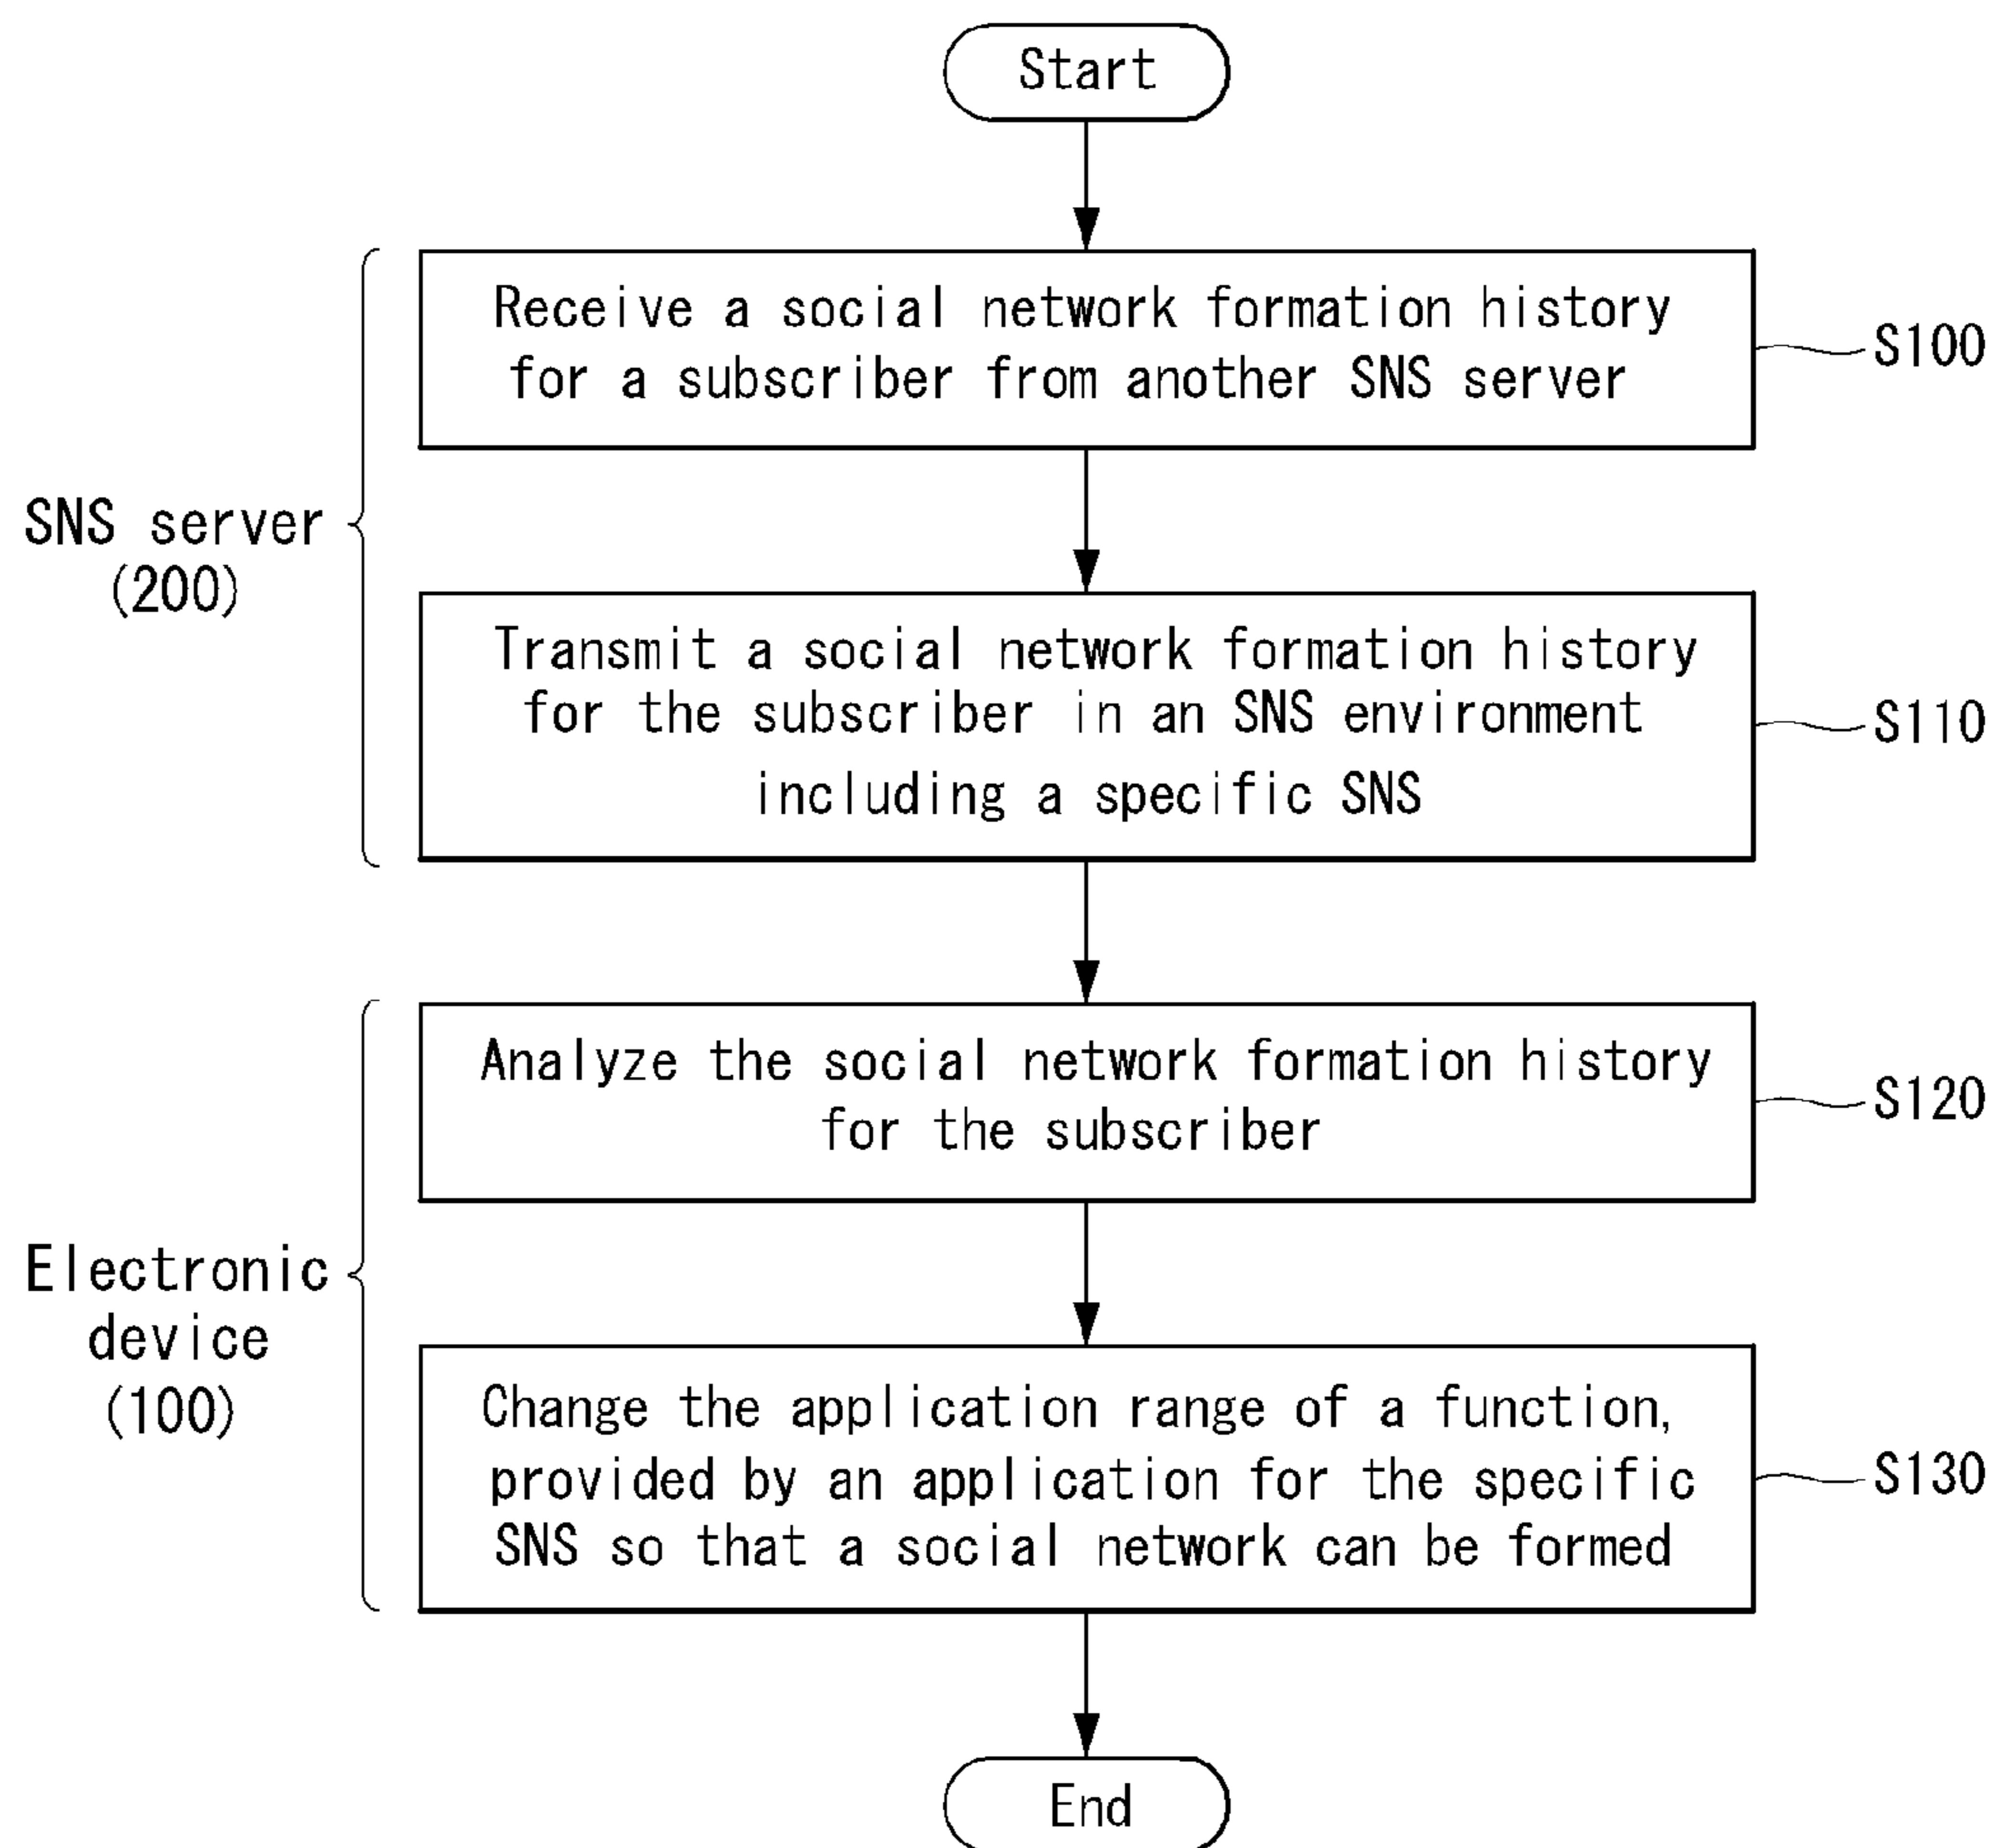 Start
Receive a social network formation history
for a subscriber from another SNS server
S100
SNS server
(200)
Transmit a social network formation history
for the subscriber in an SNS environment
including a specific SNS
S110
Analyze the social network formation history
for the subscriber
S120
Electronic
device
(100)
Change the application range of a function,
provided by an application for the specific
SNS so that a social network can be formed
S130
End